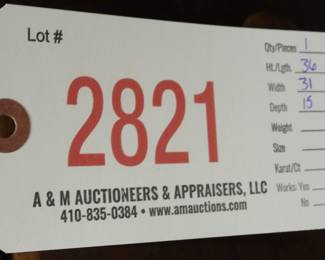 Lot #
2821
A & M AUCTIONEERS & APPRAISERS, LLC
410-835-0384 • www.amauctions.com
Qty/Pieces 1
Ht./Lgth. 36
Width 31
Depth 15
Weight
Size
Karat/Ct
Works: Yes
No